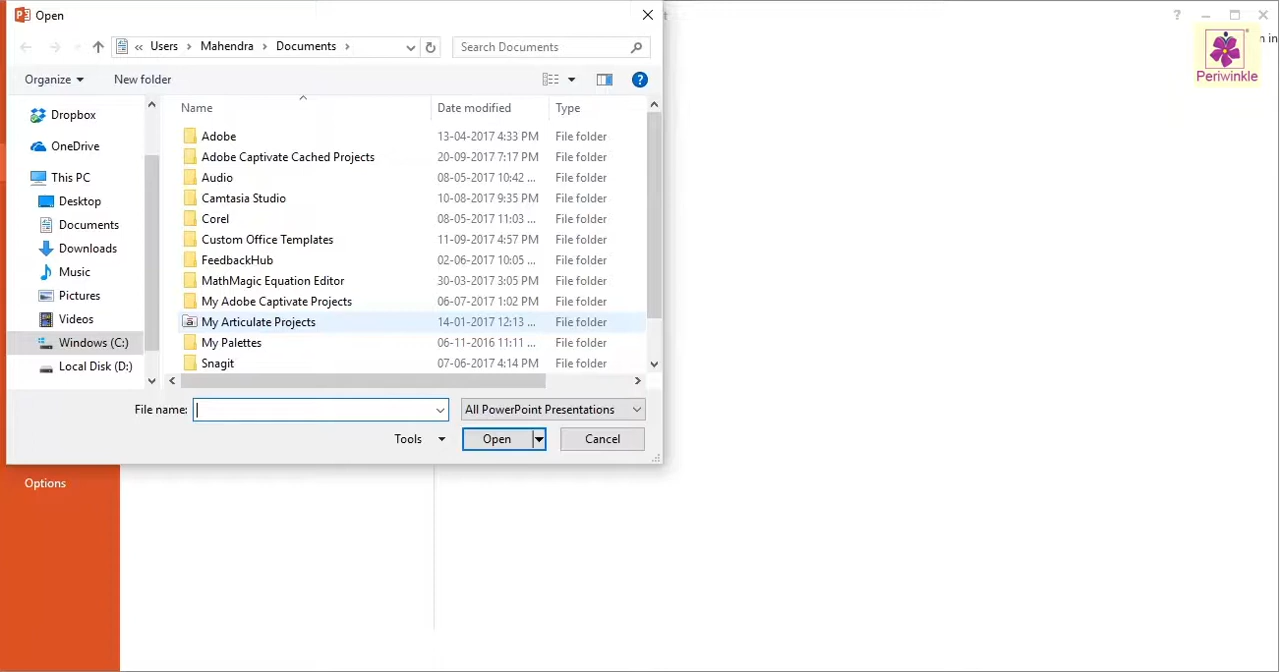 Open
t
« Users > Mahendra > Documents >
Search Documents
n in
Periwinkle
Organize
New folder
Name
Date modified
Type
Dropbox
OneDrive
This PC
Desktop
Documents
Downloads
Music
Pictures
Videos
Windows (C:)
Local Disk (D:)
Adobe 13-04-2017 4:33 PM File folder
Adobe Captivate Cached Projects 20-09-2017 7:17 PM File folder
Audio 08-05-2017 10:42 ... File folder
Camtasia Studio 10-08-2017 9:35 PM File folder
Corel 08-05-2017 11:03 ... File folder
Custom Office Templates 11-09-2017 4:57 PM File folder
FeedbackHub 02-06-2017 10:05 ... File folder
MathMagic Equation Editor 30-03-2017 3:05 PM File folder
My Adobe Captivate Projects 06-07-2017 1:02 PM File folder
My Articulate Projects 14-01-2017 12:13 ... File folder
My Palettes 06-11-2016 11:11 ... File folder
Snagit 07-06-2017 4:14 PM File folder
File name:
All PowerPoint Presentations
Tools
Open
Cancel
Options